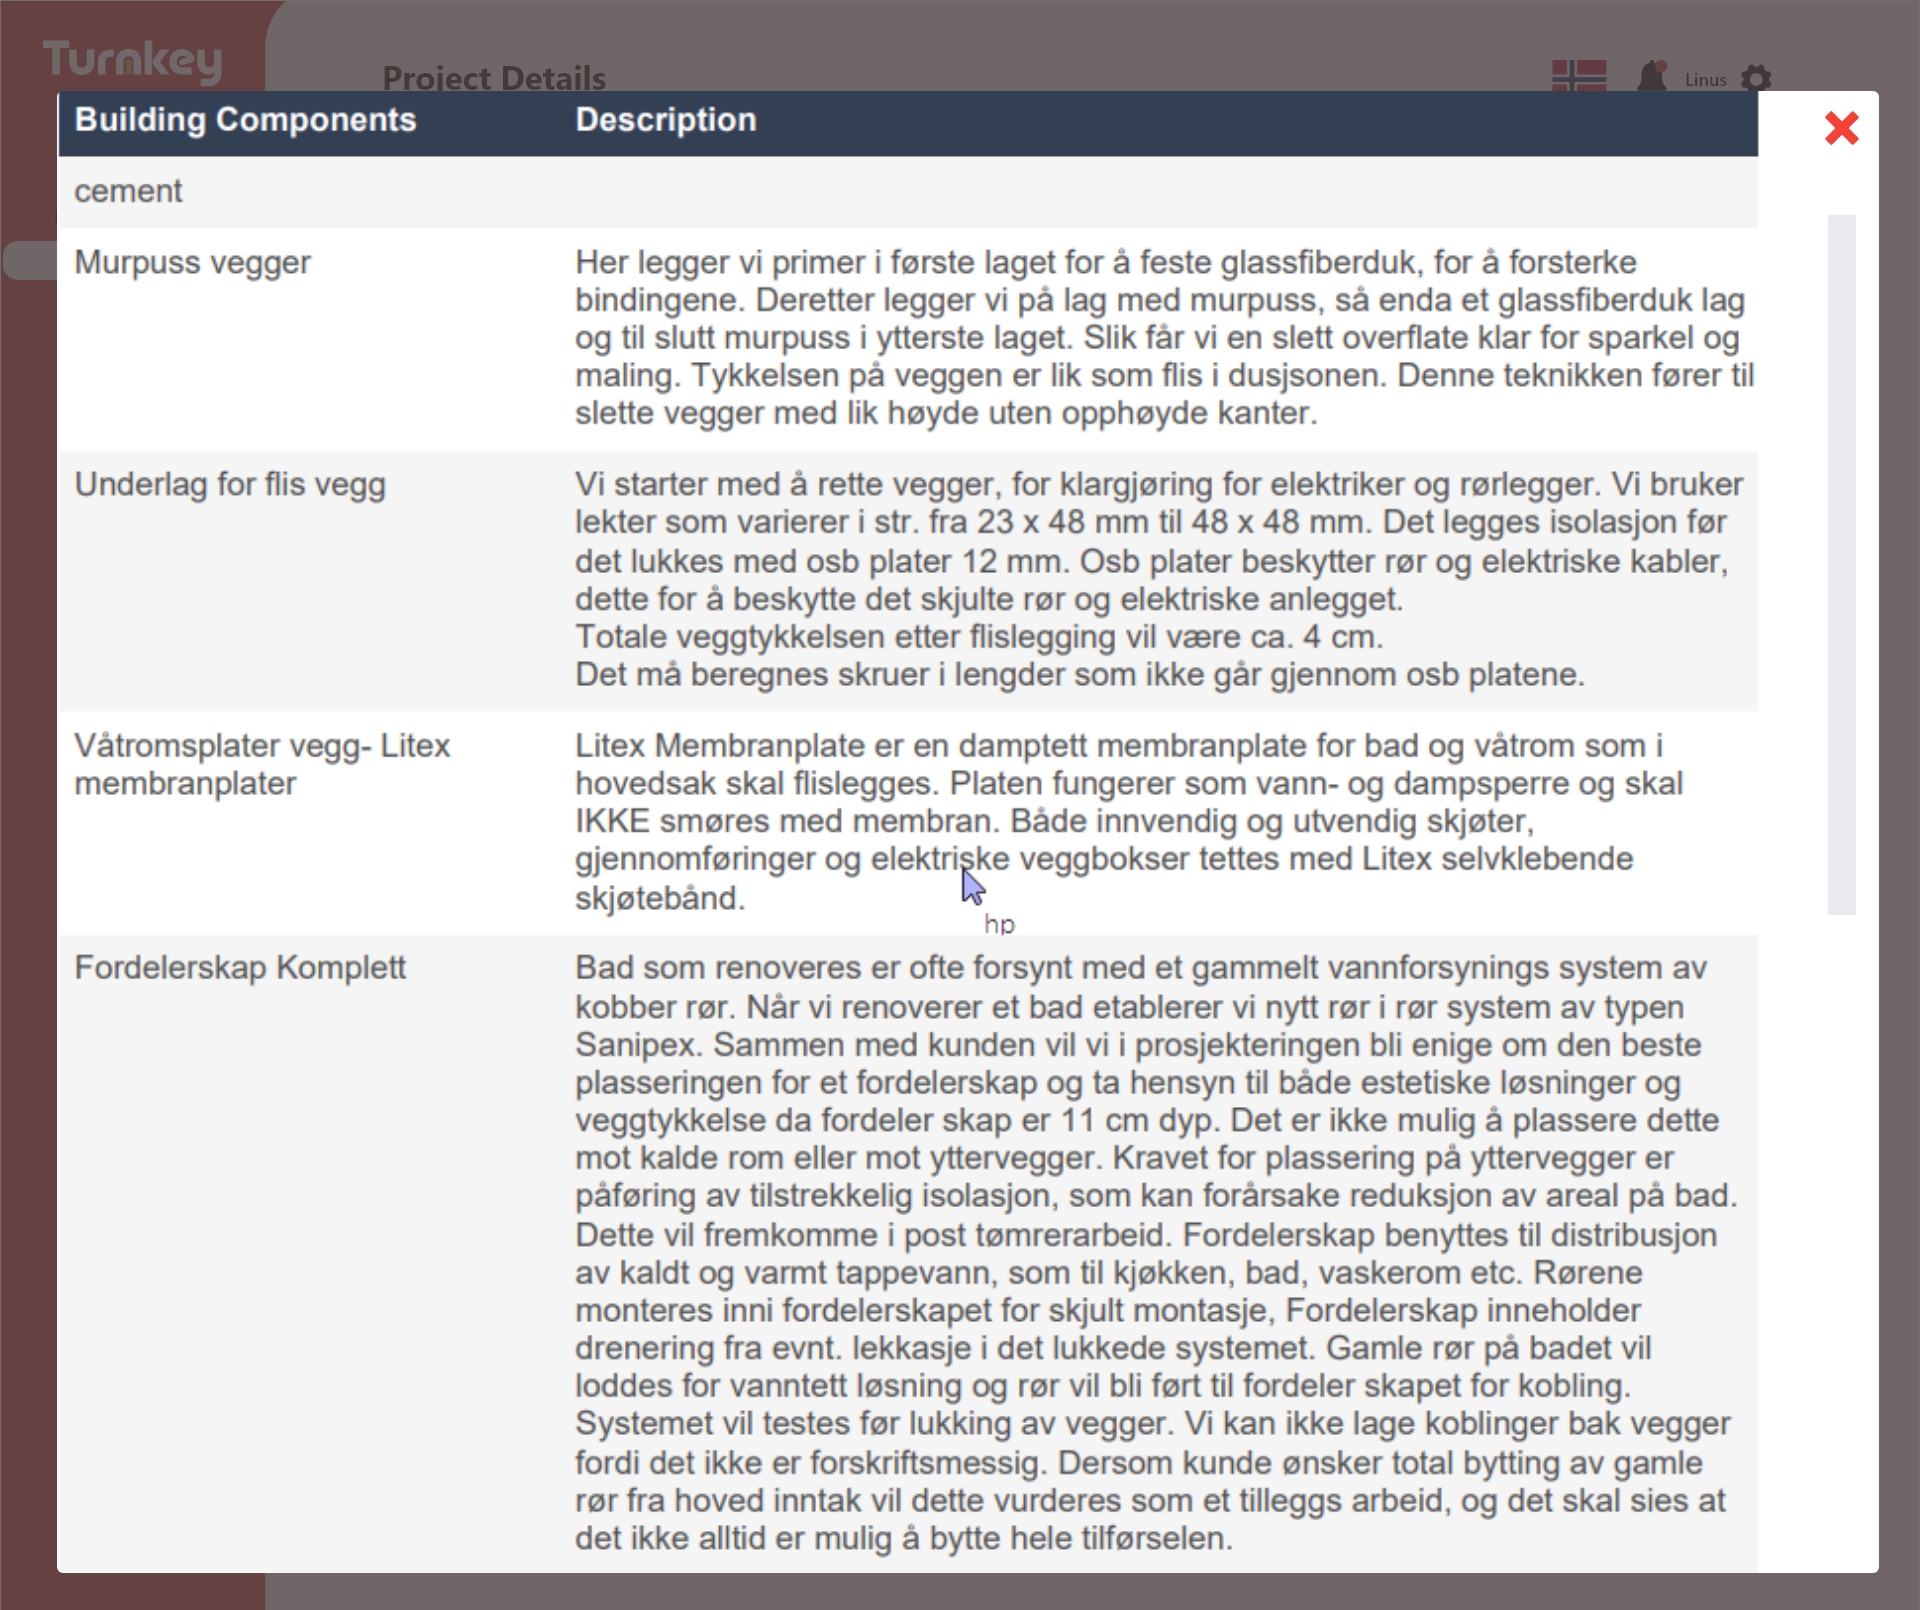 Turnkey
Project Details
Linus
Building Components
Description
cement
Murpuss vegger
Her legger vi primer i første laget for å feste glassfiberduk, for å forsterke
bindingene. Deretter legger vi på lag med murpuss, så enda et glassfiberduk lag
og til slutt murpuss i ytterste laget. Slik får vi en slett overflate klar for sparkel og
maling. Tykkelsen på veggen er lik som flis i dusjsonen. Denne teknikken fører til
slette vegger med lik høyde uten opphøyde kanter.
Underlag for flis vegg
Vi starter med å rette vegger, for klargjøring for elektriker og rørlegger. Vi bruker
lekter som varierer i str. fra 23 x 48 mm til 48 x 48 mm. Det legges isolasjon før
det lukkes med osb plater 12 mm. Osb plater beskytter rør og elektriske kabler,
dette for å beskytte det skjulte rør og elektriske anlegget.
Totale veggtykkelsen etter flislegging vil være ca. 4 cm.
Det må beregnes skruer i lengder som ikke går gjennom osb platene.
Våtromsplater vegg- Litex
membranplater
Litex Membranplate er en damptett membranplate for bad og våtrom som i
hovedsak skal flislegges. Platen fungerer som vann- og dampsperre og skal
IKKE smøres med membran. Både innvendig og utvendig skjøter,
gjennomføringer og elektriske veggbokser tettes med Litex selvklebende
skjøtebånd.
hp
Fordelerskap Komplett
Bad som renoveres er ofte forsynt med et gammelt vannforsynings system av
kobber rør. Når vi renoverer et bad etablerer vi nytt rør i rør system av typen
Sanipex. Sammen med kunden vil vi i prosjekteringen bli enige om den beste
plasseringen for et fordelerskap og ta hensyn til både estetiske løsninger og
veggtykkelse da fordeler skap er 11 cm dyp. Det er ikke mulig å plassere dette
mot kalde rom eller mot yttervegger. Kravet for plassering på yttervegger er
påføring av tilstrekkelig isolasjon, som kan forårsake reduksjon av areal på bad.
Dette vil fremkomme i post tømrerarbeid. Fordelerskap benyttes til distribusjon
av kaldt og varmt tappevann, som til kjøkken, bad, vaskerom etc. Rørene
monteres inni fordelerskapet for skjult montasje, Fordelerskap inneholder
drenering fra evnt. lekkasje i det lukkede systemet. Gamle rør på badet vil
loddes for vanntett løsning og rør vil bli ført til fordeler skapet for kobling.
Systemet vil testes før lukking av vegger. Vi kan ikke lage koblinger bak vegger
fordi det ikke er forskriftsmessig. Dersom kunde ønsker total bytting av gamle
rør fra hoved inntak vil dette vurderes som et tilleggs arbeid, og det skal sies at
det ikke alltid er mulig å bytte hele tilførselen.